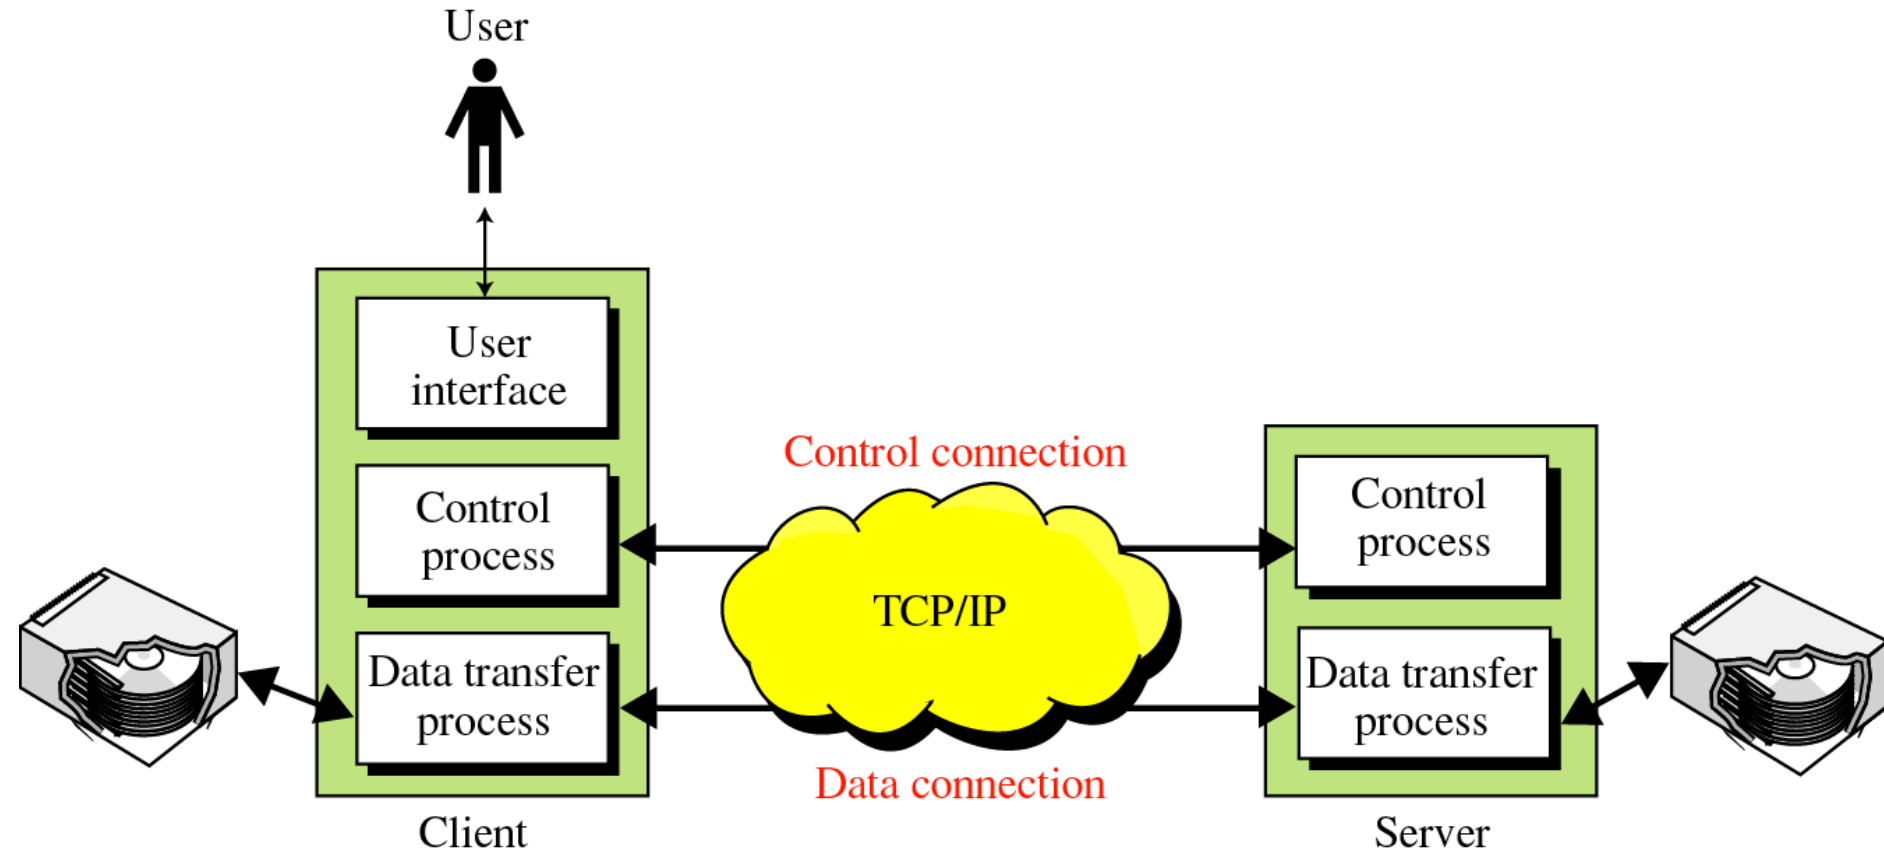 User
User
interface
Control connection
Control
process
Control
process
TCP/IP
Data transfer
process
Data transfer
process
Data connection
Client
Server